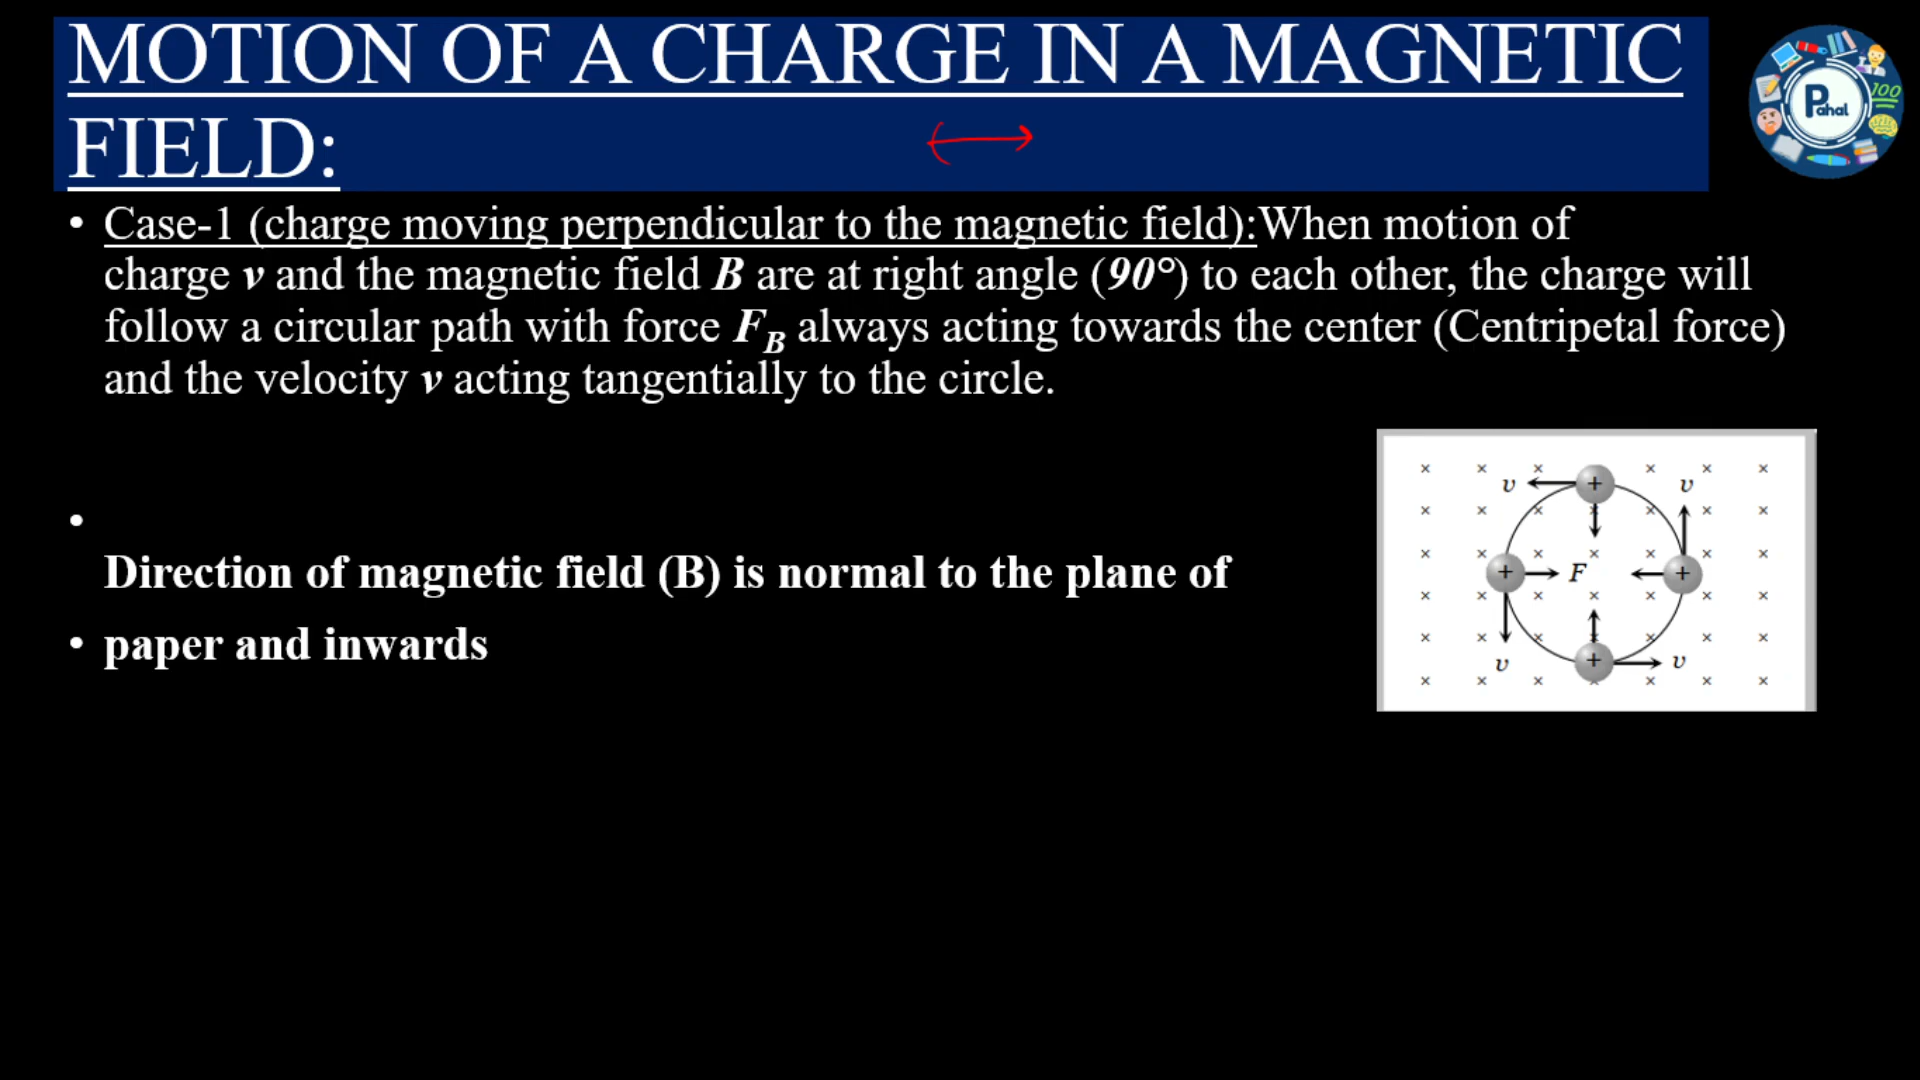 MOTION OF A CHARGE IN A MAGNETIC
FIELD:
Pahal
100
• Case-1 (charge moving perpendicular to the magnetic field):When motion of
charge v and the magnetic field B are at right angle (90°) to each other, the charge will
follow a circular path with force F_B always acting towards the center (Centripetal force)
and the velocity v acting tangentially to the circle.
•
Direction of magnetic field (B) is normal to the plane of
• paper and inwards
× × × + × × ×
v v
× × × × × ×
× × × × × × ×
+ F +
× × × × × × ×
× × × × × × ×
v + v
× × × × × × ×